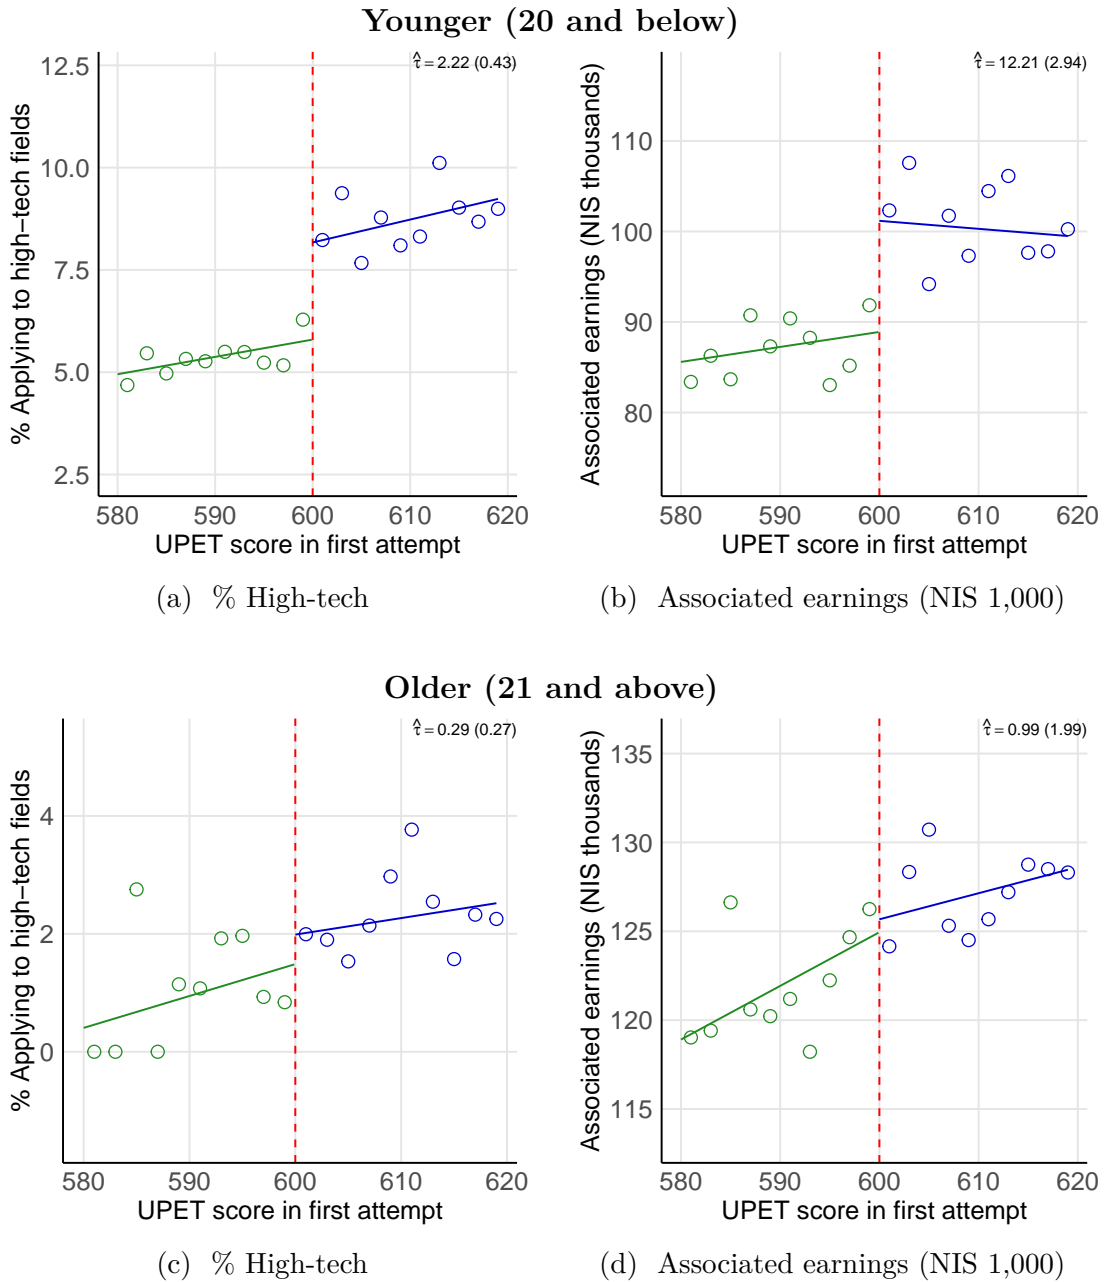 Younger (20 and below)
τ̂ = 2.22 (0.43)
% Applying to high−tech fields
12.5
10.0
7.5
5.0
2.5
580 590 600 610 620
UPET score in first attempt
(a) % High-tech
τ̂ = 12.21 (2.94)
Associated earnings (NIS thousands)
110
100
90
80
580 590 600 610 620
UPET score in first attempt
(b) Associated earnings (NIS 1,000)
Older (21 and above)
τ̂ = 0.29 (0.27)
% Applying to high−tech fields
4
2
0
580 590 600 610 620
UPET score in first attempt
(c) % High-tech
τ̂ = 0.99 (1.99)
Associated earnings (NIS thousands)
135
130
125
120
115
580 590 600 610 620
UPET score in first attempt
(d) Associated earnings (NIS 1,000)